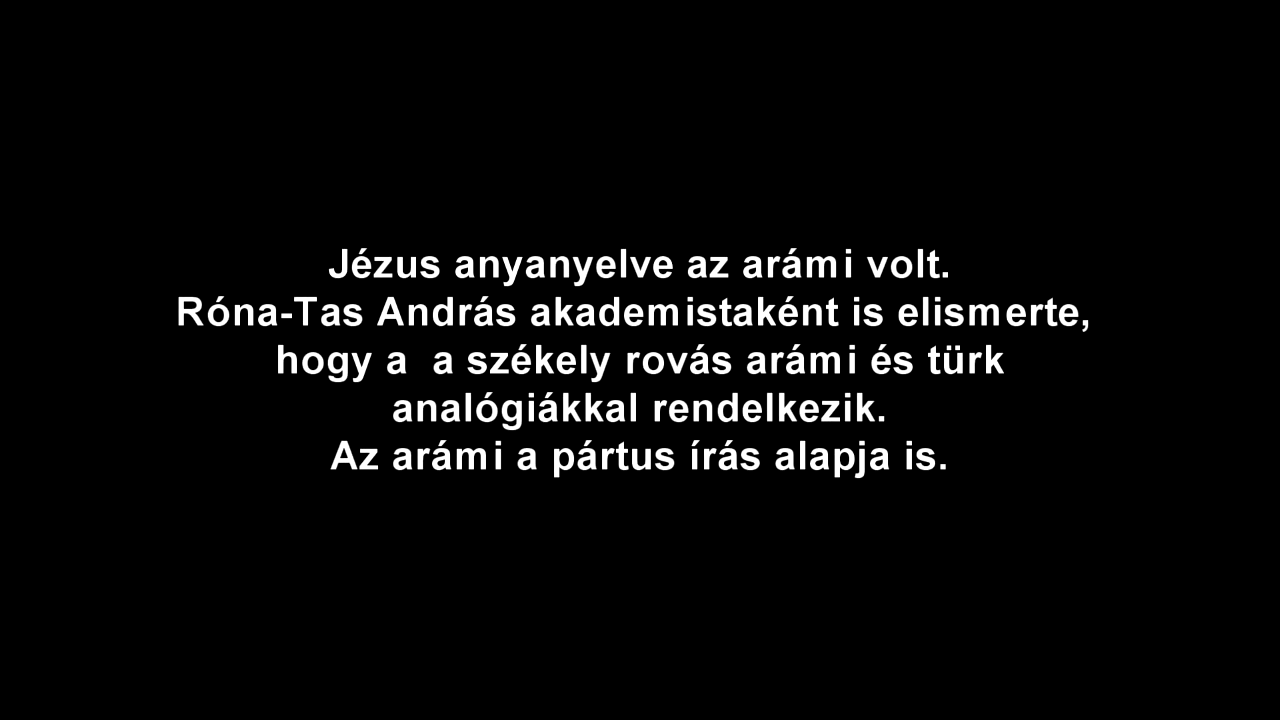 Jézus anyanyelve az arámi volt.
Róna-Tas András akademistaként is elismerte,
hogy a  a székely rovás arámi és türk
analógiákkal rendelkezik.
Az arámi a pártus írás alapja is.